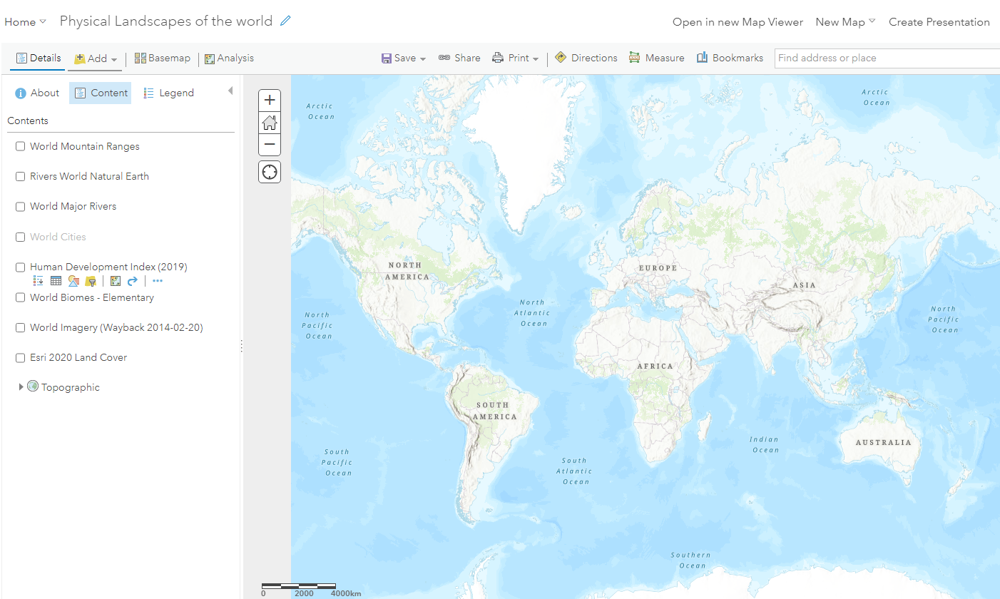 Home
Physical Landscapes of the world
Open in new Map Viewer
New Map
Create Presentation
Details
Add
Basemap
Analysis
Save
Share
Print
Directions
Measure
Bookmarks
Find address or place
About
Content
Legend
Contents
World Mountain Ranges
Rivers World Natural Earth
World Major Rivers
World Cities
Human Development Index (2019)
World Biomes - Elementary
World Imagery (Wayback 2014-02-20)
Esri 2020 Land Cover
Topographic
Arctic
Ocean
Arctic
Ocean
NORTH
AMERICA
EUROPE
ASIA
North
Atlantic
Ocean
North
Pacific
Ocean
North
Pacific
Ocean
AFRICA
SOUTH
AMERICA
Indian
Ocean
AUSTRALIA
South
Pacific
Ocean
South
Atlantic
Ocean
Southern
Ocean
0 2000 4000km